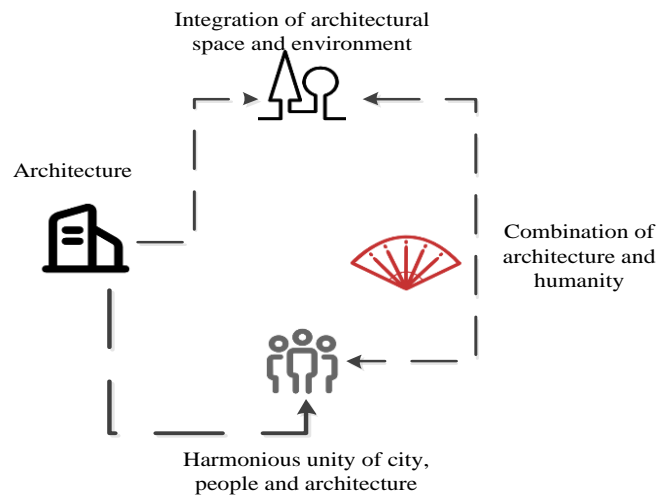 Integration of architectural
space and environment
Architecture
Combination of
architecture and
humanity
Harmonious unity of city,
people and architecture